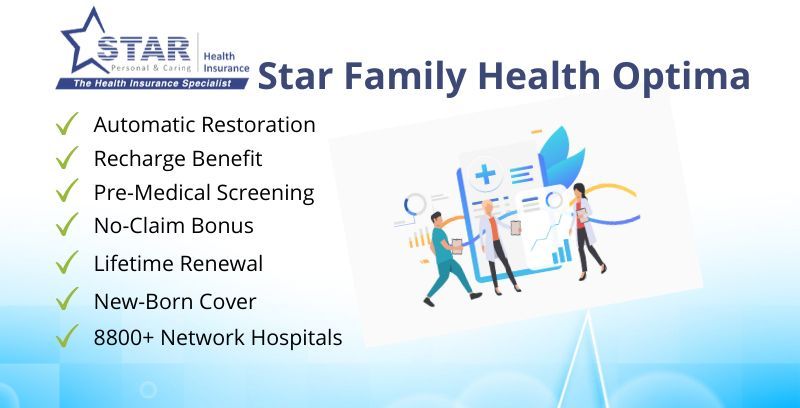 STAR
Health
Insurance
Personal & Caring
The Health Insurance Specialist
Star Family Health Optima
Automatic Restoration
Recharge Benefit
Pre-Medical Screening
No-Claim Bonus
Lifetime Renewal
New-Born Cover
8800+ Network Hospitals